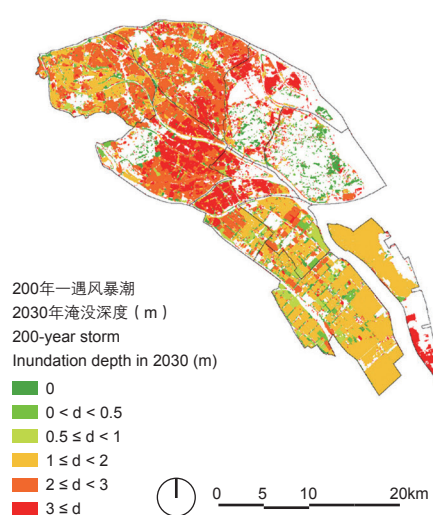 200年一遇风暴潮
2030年淹没深度（m）
200-year storm
Inundation depth in 2030 (m)
0
0 < d < 0.5
0.5 ≤ d < 1
1 ≤ d < 2
2 ≤ d < 3
3 ≤ d
0 5 10 20km